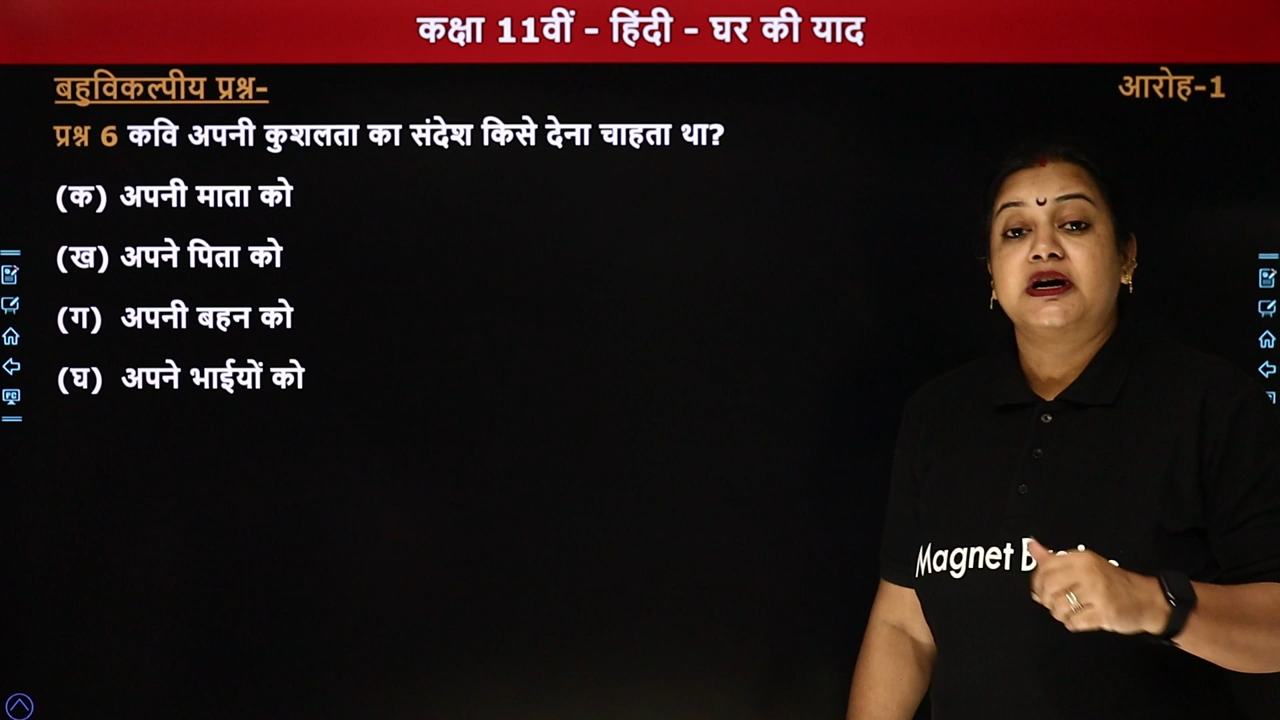 कक्षा 11वीं - हिंदी - घर की याद
बहुविकल्पीय प्रश्न-
आरोह-1
प्रश्न 6 कवि अपनी कुशलता का संदेश किसे देना चाहता था?
(क) अपनी माता को
(ख) अपने पिता को
(ग) अपनी बहन को
(घ) अपने भाईयों को
Magnet